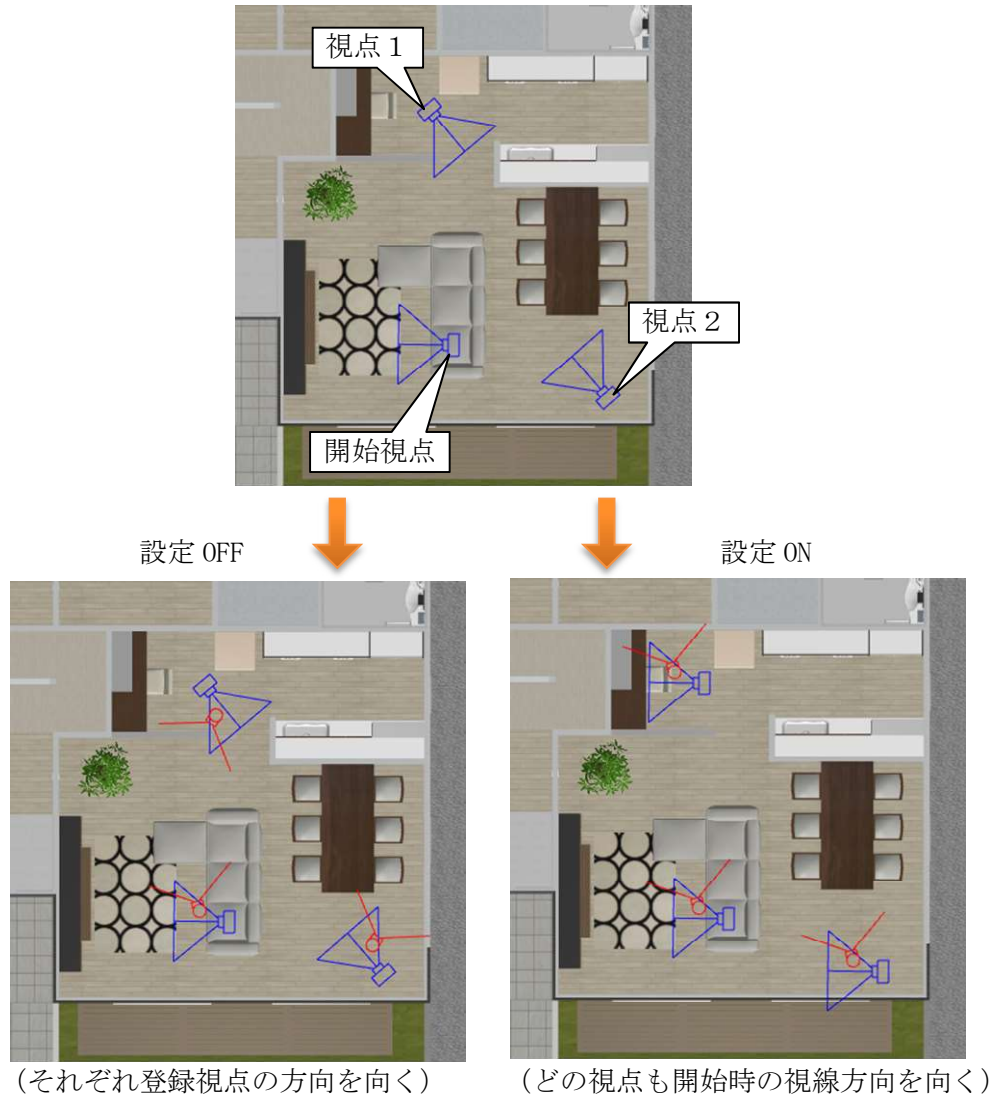 視点１
視点２
開始視点
設定 OFF
設定 ON
（それぞれ登録視点の方向を向く）
（どの視点も開始時の視線方向を向く）